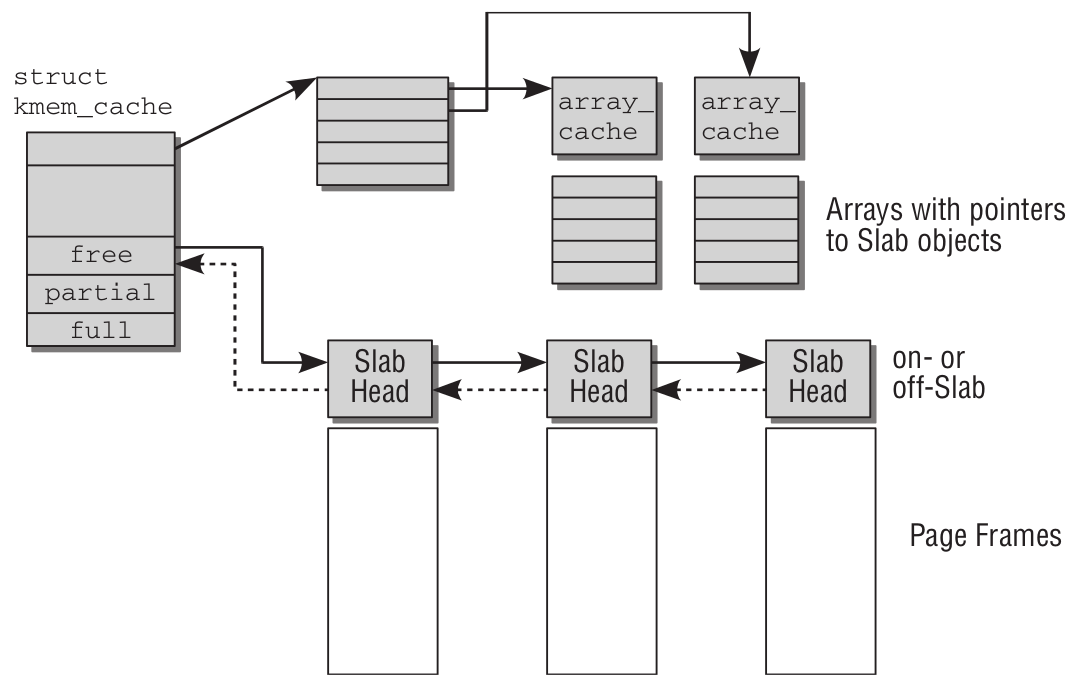 struct
kmem_cache
array_
cache
array_
cache
Arrays with pointers
to Slab objects
free
partial
full
Slab
Head
Slab
Head
Slab
Head
on- or
off-Slab
Page Frames